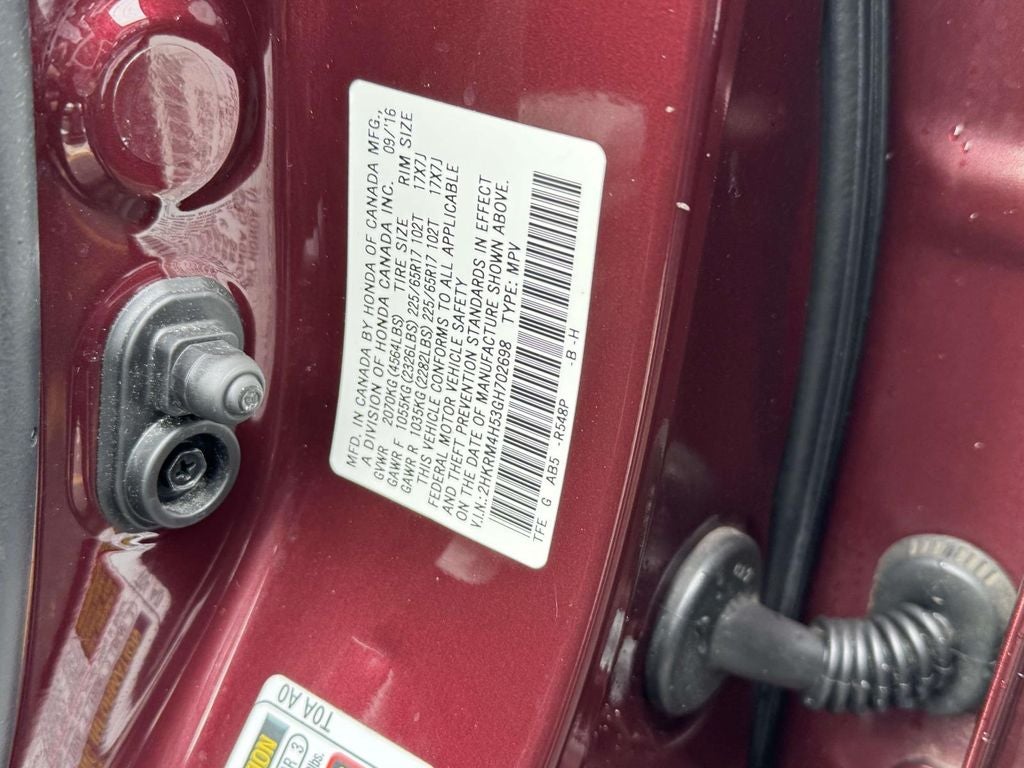 MFD. IN CANADA BY HONDA OF CANADA MFG.,
A DIVISION OF HONDA CANADA INC. 09/'16
GVWR 2070KG(4564LBS) TIRE SIZE RIM SIZE
GAWR F 1055KG(2326LBS) 225/65R17 102T 17X7J
GAWR R 1035KG(2282LBS) 225/65R17 102T 17X7J
THIS VEHICLE CONFORMS TO ALL APPLICABLE
FEDERAL MOTOR VEHICLE SAFETY
AND THEFT PREVENTION STANDARDS IN EFFECT
ON THE DATE OF MANUFACTURE SHOWN ABOVE.
V.I.N.: 2HKRM4H53GH702698 TYPE: MPV
TFE G AB5 -R548P -B-H
TOA A0